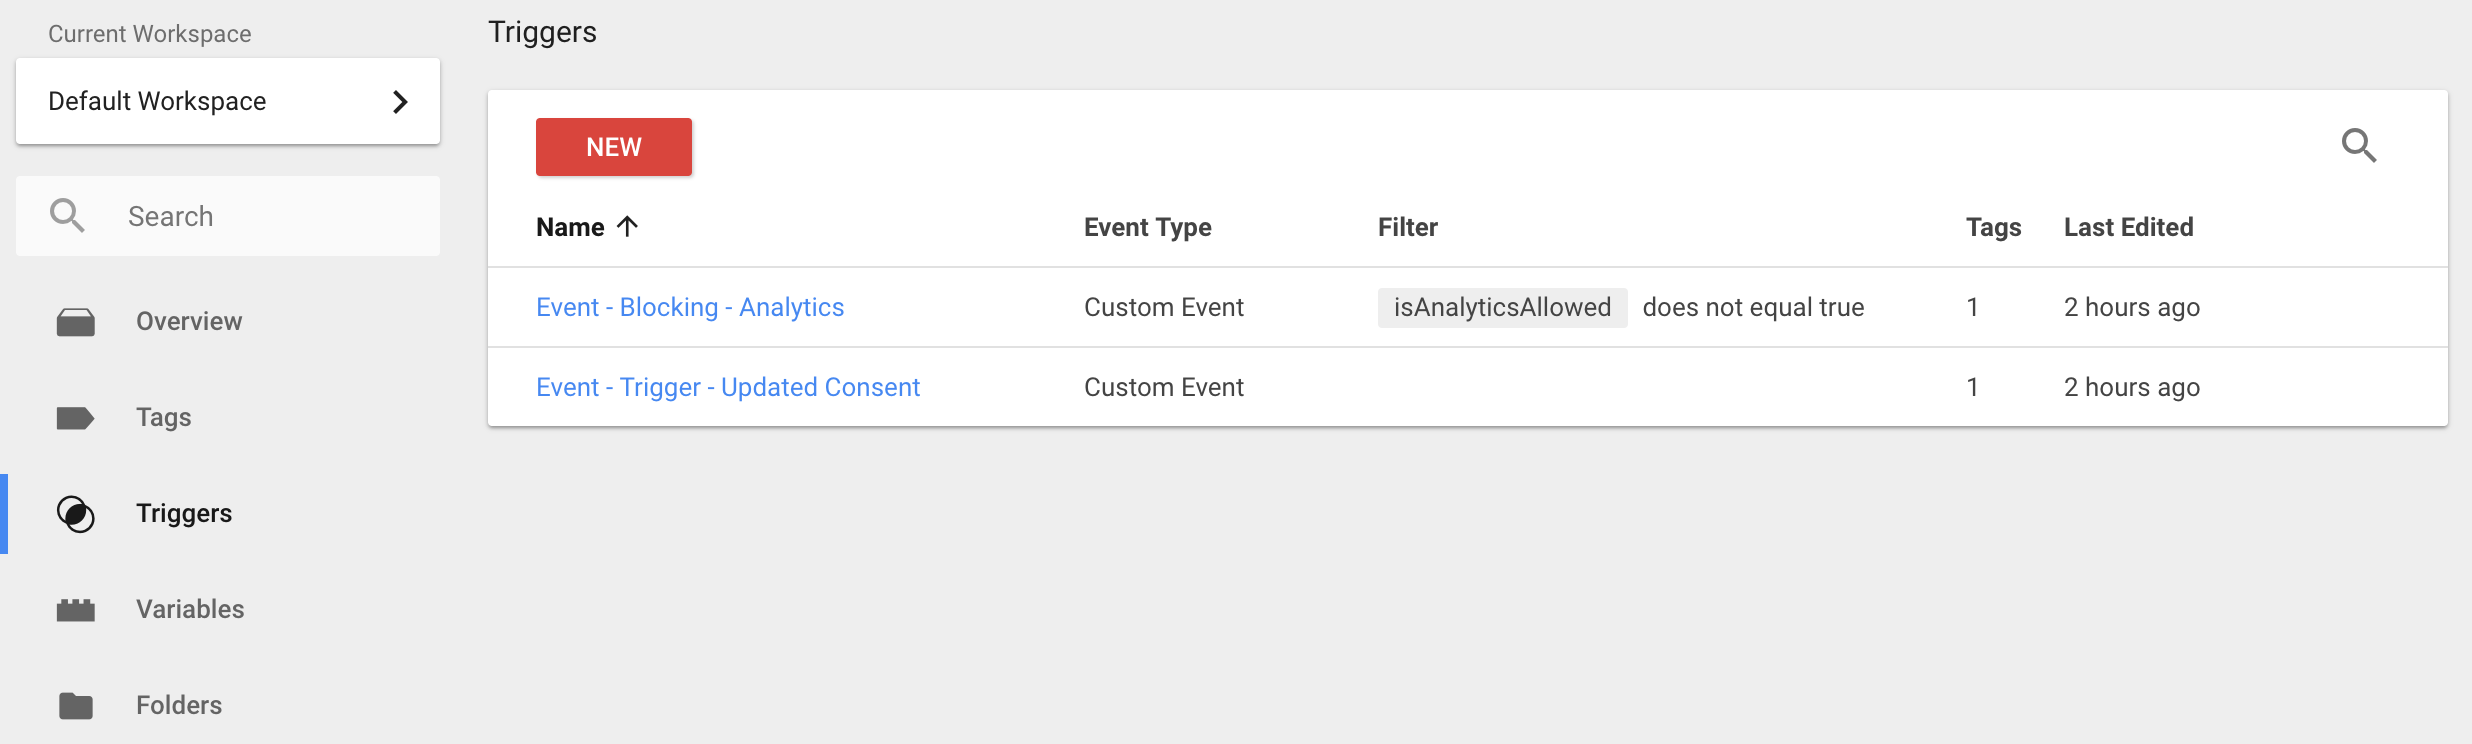 Current Workspace
Default Workspace
Search
Overview
Tags
Triggers
Variables
Folders
Triggers
NEW
Name Event Type Filter Tags Last Edited
Event - Blocking - Analytics Custom Event isAnalyticsAllowed does not equal true 1 2 hours ago
Event - Trigger - Updated Consent Custom Event 1 2 hours ago